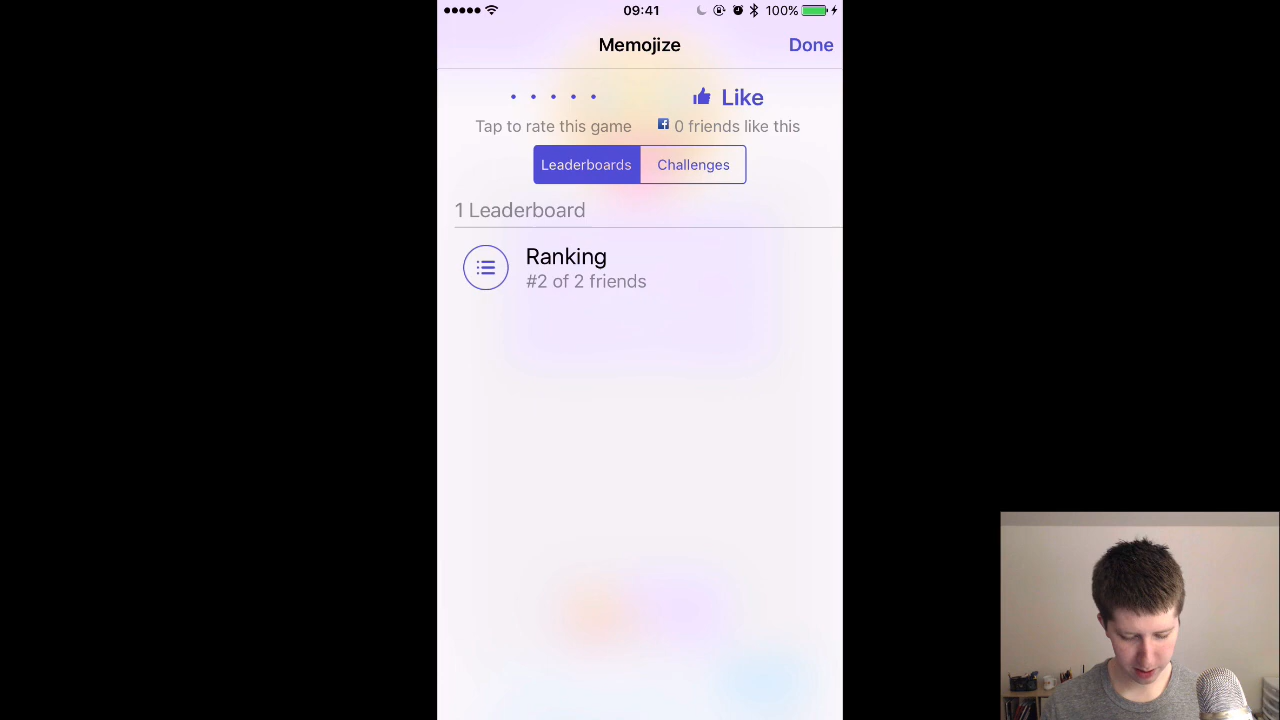 09:41 100%
Memojize Done
Like
Tap to rate this game 0 friends like this
Leaderboards Challenges
1 Leaderboard
Ranking
#2 of 2 friends